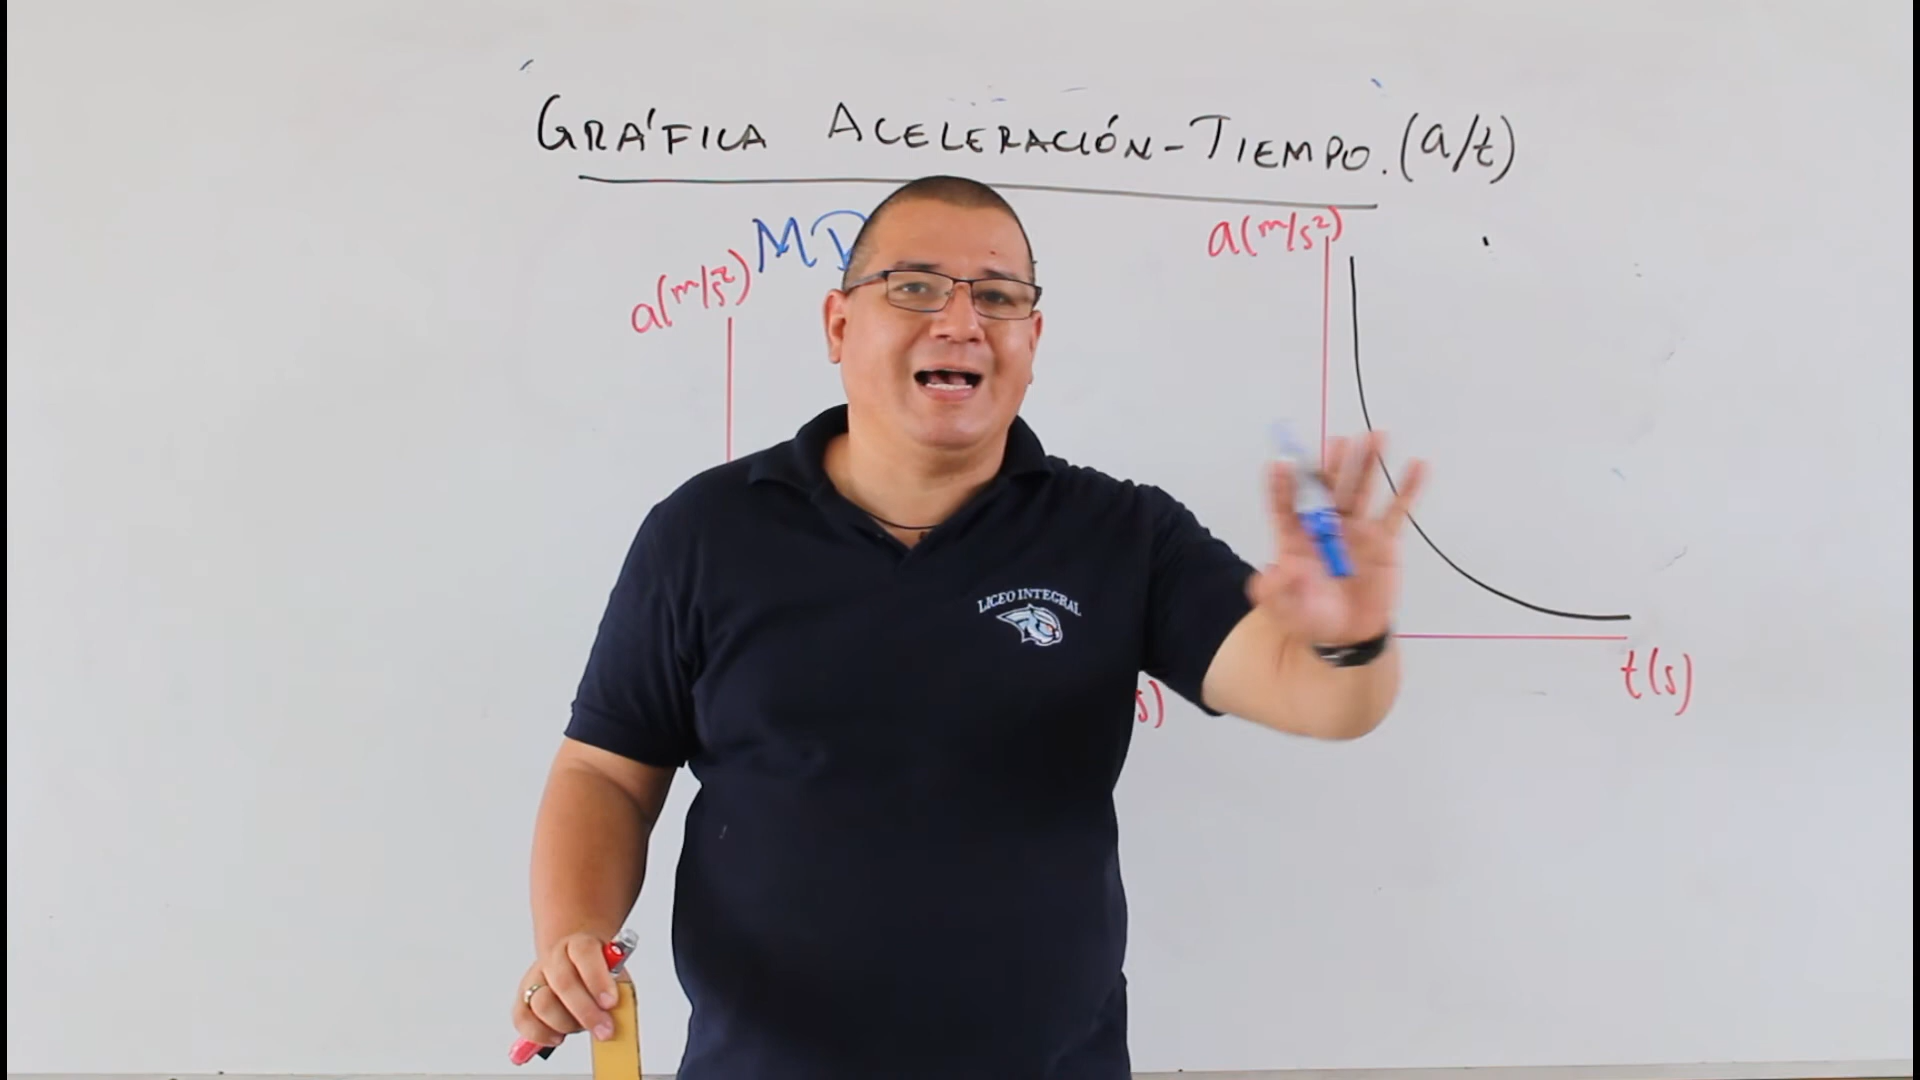 GRÁFICA ACELERACIÓN-TIEMPO. (a/t)
a(m/s²)
a(m/s²)
LICEO INTEGRAL
t(s)
s)